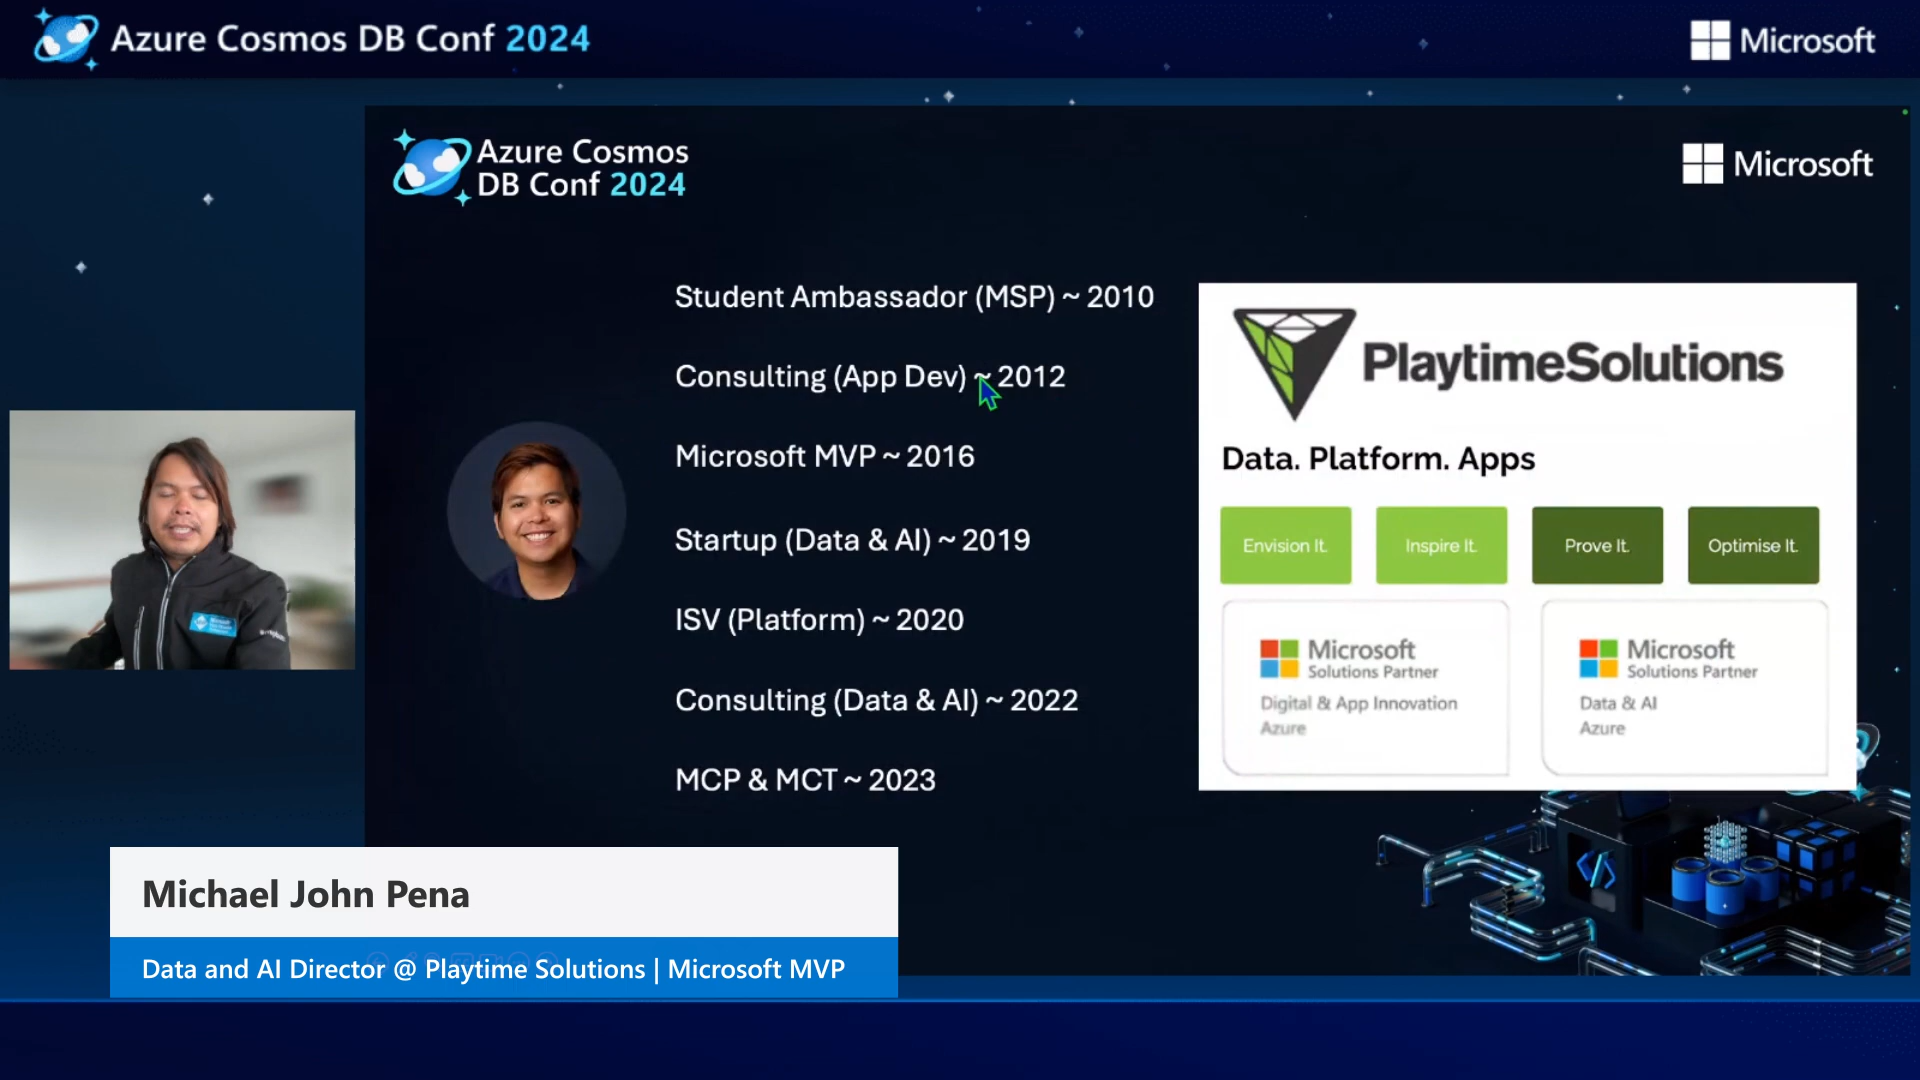 Azure Cosmos DB Conf 2024
Microsoft
Azure Cosmos
DB Conf 2024
Microsoft
Student Ambassador (MSP) ~ 2010
Consulting (App Dev) ~ 2012
Microsoft MVP ~ 2016
Startup (Data & AI) ~ 2019
ISV (Platform) ~ 2020
Consulting (Data & AI) ~ 2022
MCP & MCT ~ 2023
PlaytimeSolutions
Data. Platform. Apps
Envision It.
Inspire It.
Prove It.
Optimise It.
Microsoft
Solutions Partner
Digital & App Innovation
Azure
Microsoft
Solutions Partner
Data & AI
Azure
Michael John Pena
Data and AI Director @ Playtime Solutions | Microsoft MVP